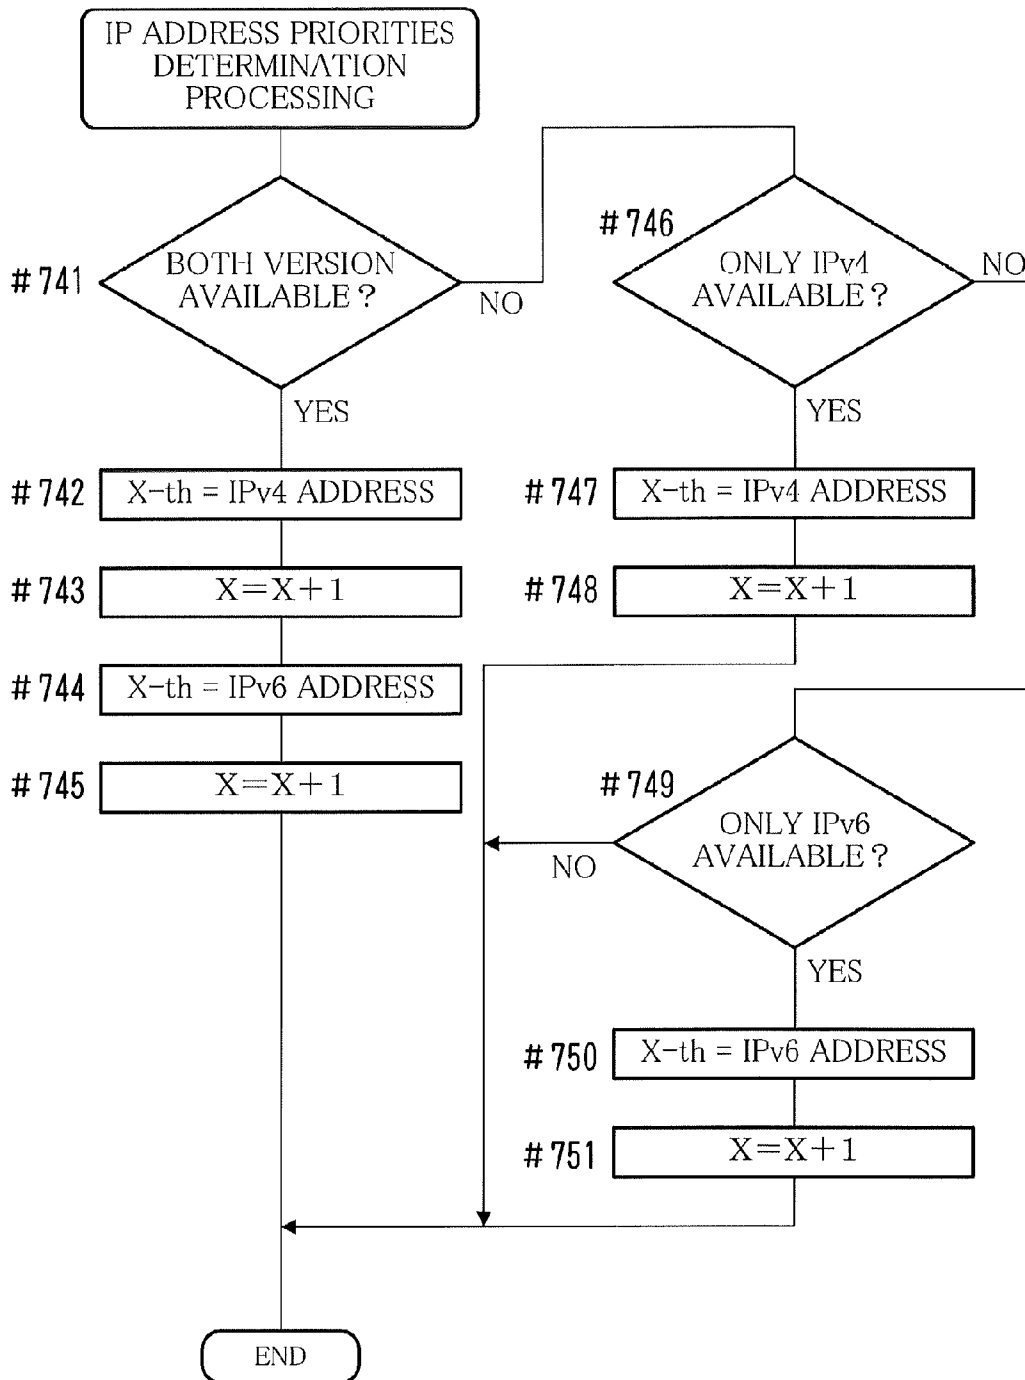 IP ADDRESS PRIORITIES
DETERMINATION
PROCESSING
#741
BOTH VERSION
AVAILABLE?
NO
YES
#742
X-th = IPv4 ADDRESS
#743
X=X+1
#744
X-th = IPv6 ADDRESS
#745
X=X+1
#746
ONLY IPv4
AVAILABLE?
NO
YES
#747
X-th = IPv4 ADDRESS
#748
X=X+1
#749
ONLY IPv6
AVAILABLE?
NO
YES
#750
X-th = IPv6 ADDRESS
#751
X=X+1
END